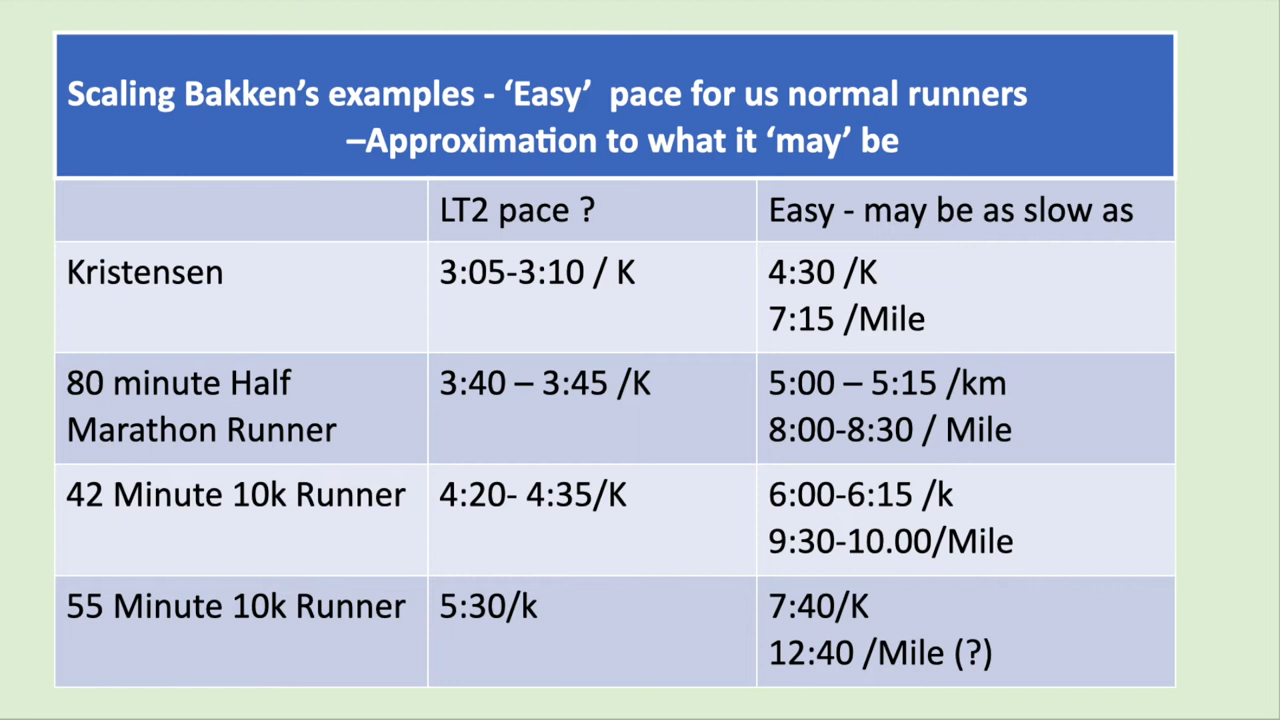 Scaling Bakken’s examples - ‘Easy’  pace for us normal runners
–Approximation to what it ‘may’ be
LT2 pace ?
Easy - may be as slow as
Kristensen
3:05-3:10 / K
4:30 /K
7:15 /Mile
80 minute Half
Marathon Runner
3:40 – 3:45 /K
5:00 – 5:15 /km
8:00-8:30 / Mile
42 Minute 10k Runner
4:20- 4:35/K
6:00-6:15 /k
9:30-10.00/Mile
55 Minute 10k Runner
5:30/k
7:40/K
12:40 /Mile (?)